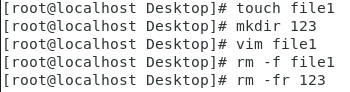 [root@localhost Desktop]# touch file1
[root@localhost Desktop]# mkdir 123
[root@localhost Desktop]# vim file1
[root@localhost Desktop]# rm -f file1
[root@localhost Desktop]# rm -fr 123